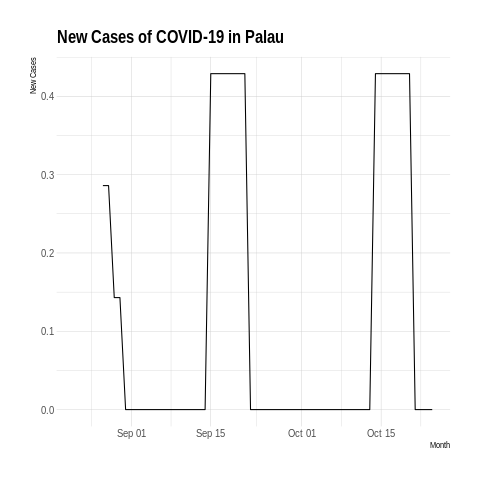 New Cases of COVID-19 in Palau
New Cases
0.4
0.3
0.2
0.1
0.0
Sep 01 Sep 15 Oct 01 Oct 15
Month